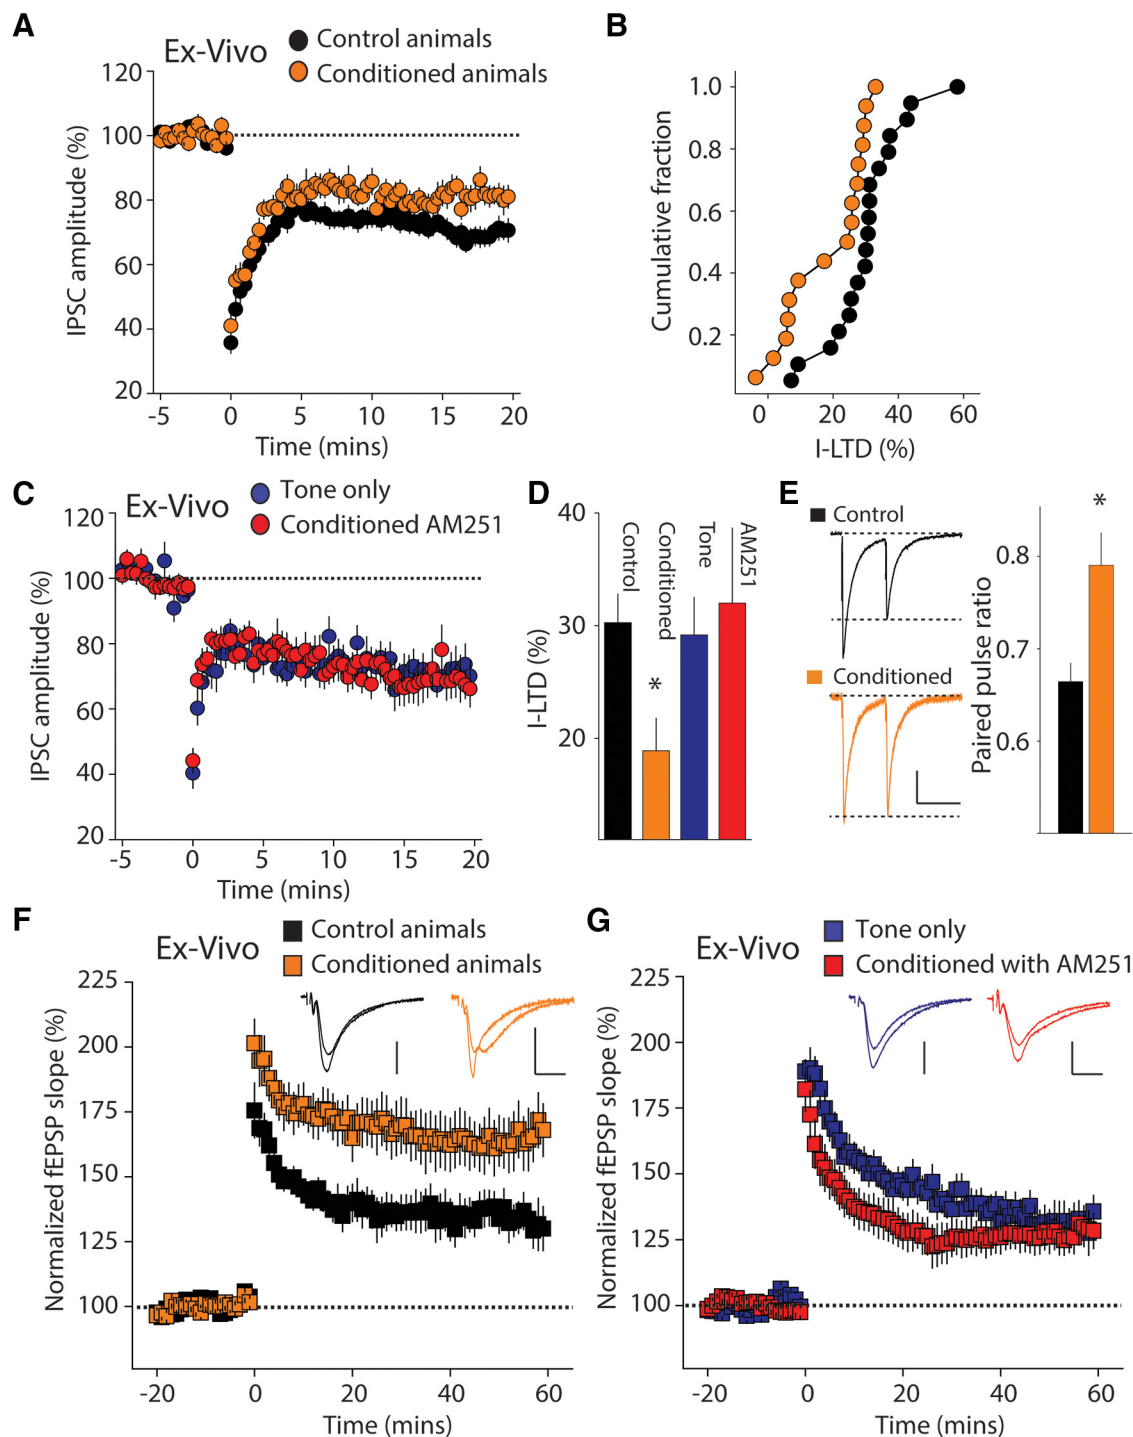 A
Ex-Vivo
Control animals
Conditioned animals
120
100
80
60
40
20
IPSC amplitude (%)
-5
0
5
10
15
20
Time (mins)
B
1.0
0.8
0.6
0.4
0.2
Cumulative fraction
0
20
40
60
I-LTD (%)
C
Ex-Vivo
Tone only
Conditioned AM251
120
100
80
60
40
20
IPSC amplitude (%)
-5
0
5
10
15
20
Time (mins)
D
40
30
20
I-LTD (%)
Control
Conditioned
Tone
AM251
*
E
Control
Conditioned
*
0.8
0.7
0.6
Paired pulse ratio
F
Ex-Vivo
Control animals
Conditioned animals
225
200
175
150
125
100
Normalized fEPSP slope (%)
-20
0
20
40
60
Time (mins)
G
Ex-Vivo
Tone only
Conditioned with AM251
225
200
175
150
125
100
Normalized fEPSP slope (%)
-20
0
20
40
60
Time (mins)